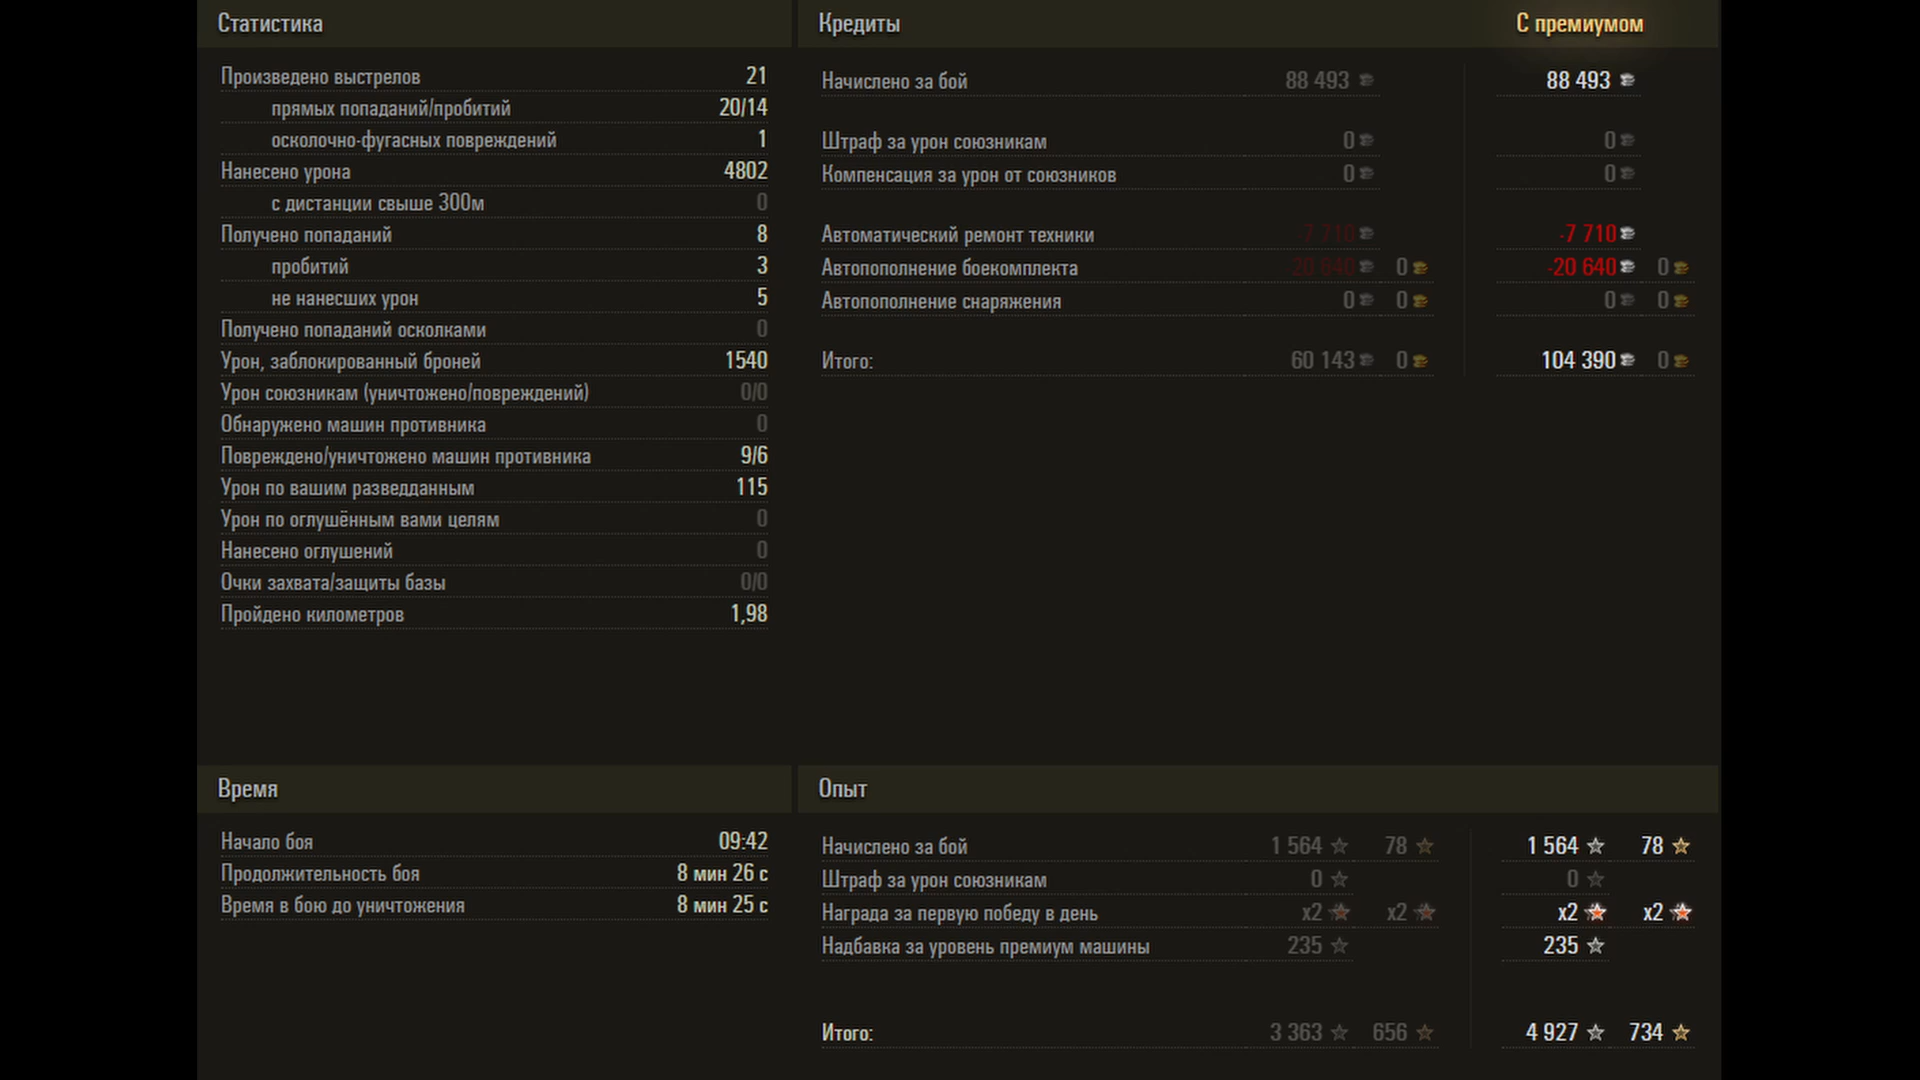 Статистика
Произведено выстрелов 21
прямых попаданий/пробитий 20/14
осколочно-фугасных повреждений 1
Нанесено урона 4802
с дистанции свыше 300м 0
Получено попаданий 8
пробитий 3
не нанесших урон 5
Получено попаданий осколками 0
Урон, заблокированный броней 1540
Урон союзникам (уничтожено/повреждений) 0/0
Обнаружено машин противника 0
Повреждено/уничтожено машин противника 9/6
Урон по вашим разведданным 115
Урон по оглушённым вами целям 0
Нанесено оглушений 0
Очки захвата/защиты базы 0/0
Пройдено километров 1,98
Кредиты С премиумом
Начислено за бой 88 493 88 493
Штраф за урон союзникам 0 0
Компенсация за урон от союзников 0 0
Автоматический ремонт техники -7 710 -7 710
Автопополнение боекомплекта -20 640 0 -20 640 0
Автопополнение снаряжения 0 0 0 0
Итого: 60 143 0 104 390 0
Время
Начало боя 09:42
Продолжительность боя 8 мин 26 с
Время в бою до уничтожения 8 мин 25 с
Опыт
Начислено за бой 1 564 78 1 564 78
Штраф за урон союзникам 0 0
Награда за первую победу в день x2 x2 x2 x2
Надбавка за уровень премиум машины 235 235
Итого: 3 363 656 4 927 734